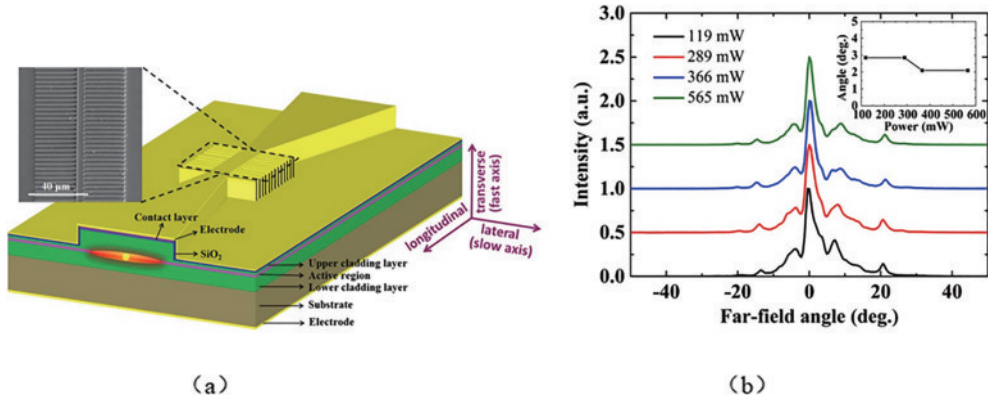 40 µm
Contact layer
Electrode
SiO₂
Upper cladding layer
Active region
Lower cladding layer
Substrate
Electrode
longitudinal
transverse
(fast axis)
lateral
(slow axis)
(a)
3.0
2.5
2.0
1.5
1.0
0.5
0.0
Intensity (a.u.)
119 mW
289 mW
366 mW
565 mW
Angle (deg.)
5
4
3
2
1
0
100 200 300 400 500 600
Power (mW)
-40 -20 0 20 40
Far-field angle (deg.)
(b)